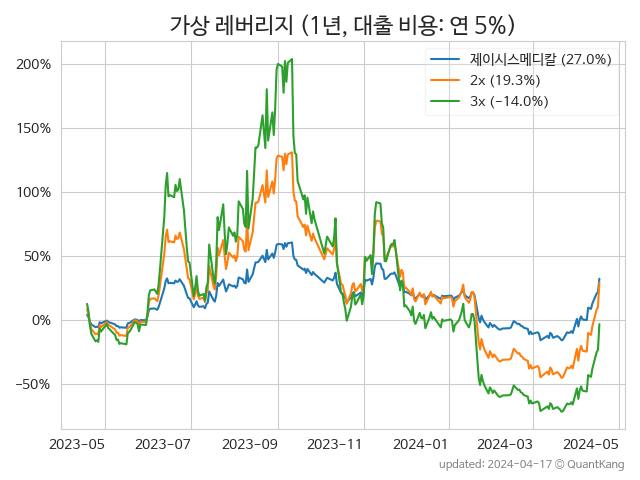 가상 레버리지 (1년, 대출 비용: 연 5%)
제이시스메디칼 (27.0%)
2x (19.3%)
3x (−14.0%)
200%
150%
100%
50%
0%
−50%
2023-05 2023-07 2023-09 2023-11 2024-01 2024-03 2024-05
updated: 2024-04-17 © QuantKang